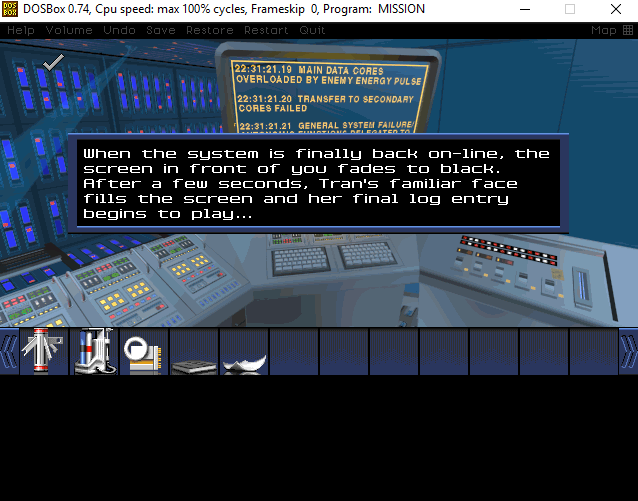 DOSBox 0.74, Cpu speed: max 100% cycles, Frameskip 0, Program: MISSION
Help Volume Undo Save Restore Restart Quit Map
22:31:21.19 MAIN DATA CORES
OVERLOADED BY ENEMY ENERGY PULSE
22:31:21.20 TRANSFER TO SECONDARY
CORES FAILED
22:31:21.21 GENERAL SYSTEM FAILURE/
AUTONOMIC FUNCTIONS DELEGATED TO
When the system is finally back on-line, the
screen in front of you fades to black.
After a few seconds, Tran's familiar face
fills the screen and her final log entry
begins to play...